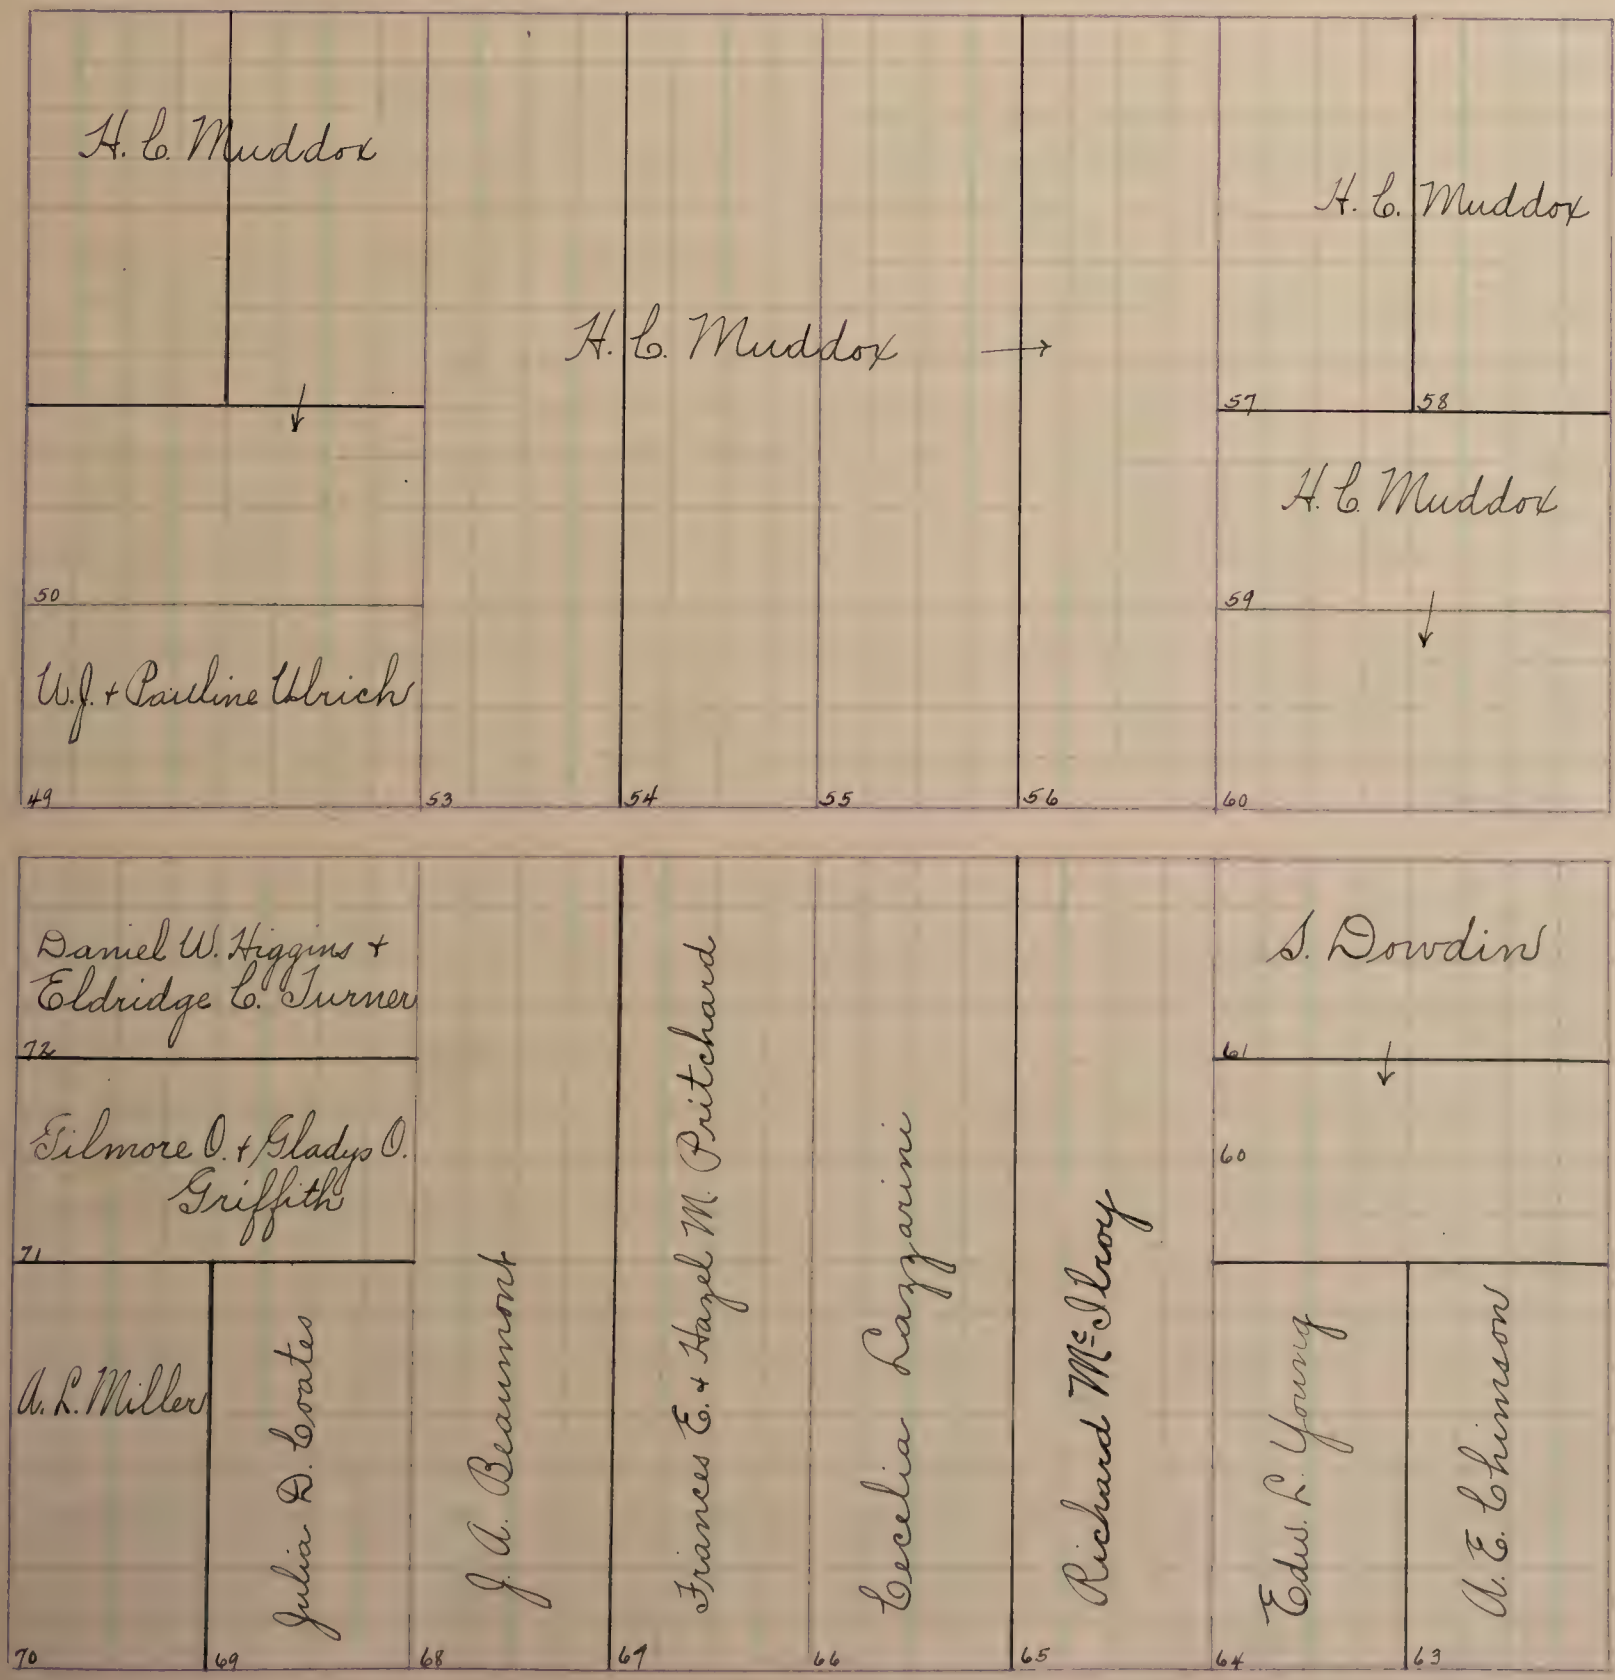 H. C. Muddox
H. C. Muddox
57
58
H. C. Muddox →
H. C. Muddox
50
59
W. J. + Pauline Ulrich
49
53
54
55
56
60
Daniel W. Higgins +
Eldridge C. Turner
72
S. Dowdin
61
Gilmore O. + Gladys O.
Griffith
71
60
A. L. Miller
Julia D. Coates
J. A. Beaumont
Frances E. + Hazel M. Pritchard
Cecelia Lazzarini
Richard McIlroy
Edw. L. Young
A. E. Chimson
70
69
68
67
66
65
64
63